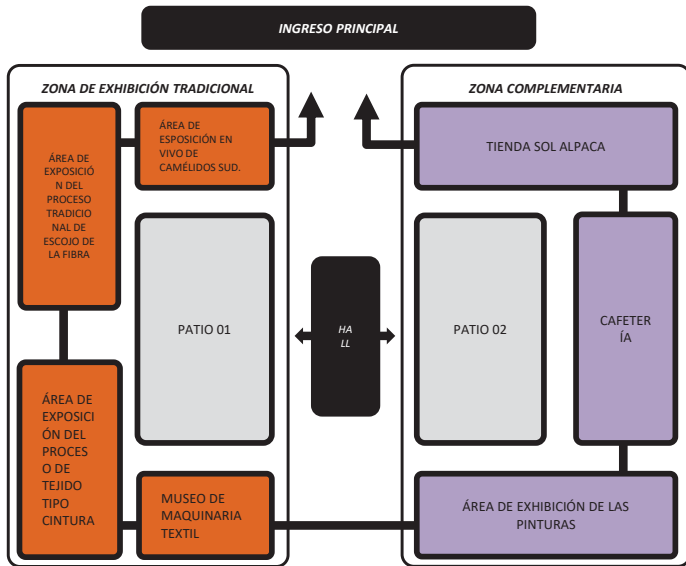 INGRESO PRINCIPAL
ZONA DE EXHIBICIÓN TRADICIONAL
ÁREA DE
EXPOSICIÓ
N DEL
PROCESO
TRADICIO
NAL DE
ESCOJO DE
LA FIBRA
ÁREA DE
ESPOSICIÓN EN
VIVO DE
CAMÉLIDOS SUD.
PATIO 01
ÁREA DE
EXPOSICI
ÓN DEL
PROCES
O DE
TEJIDO
TIPO
CINTURA
MUSEO DE
MAQUINARIA
TEXTIL
HA
LL
ZONA COMPLEMENTARIA
TIENDA SOL ALPACA
PATIO 02
CAFETER
ÍA
ÁREA DE EXHIBICIÓN DE LAS
PINTURAS